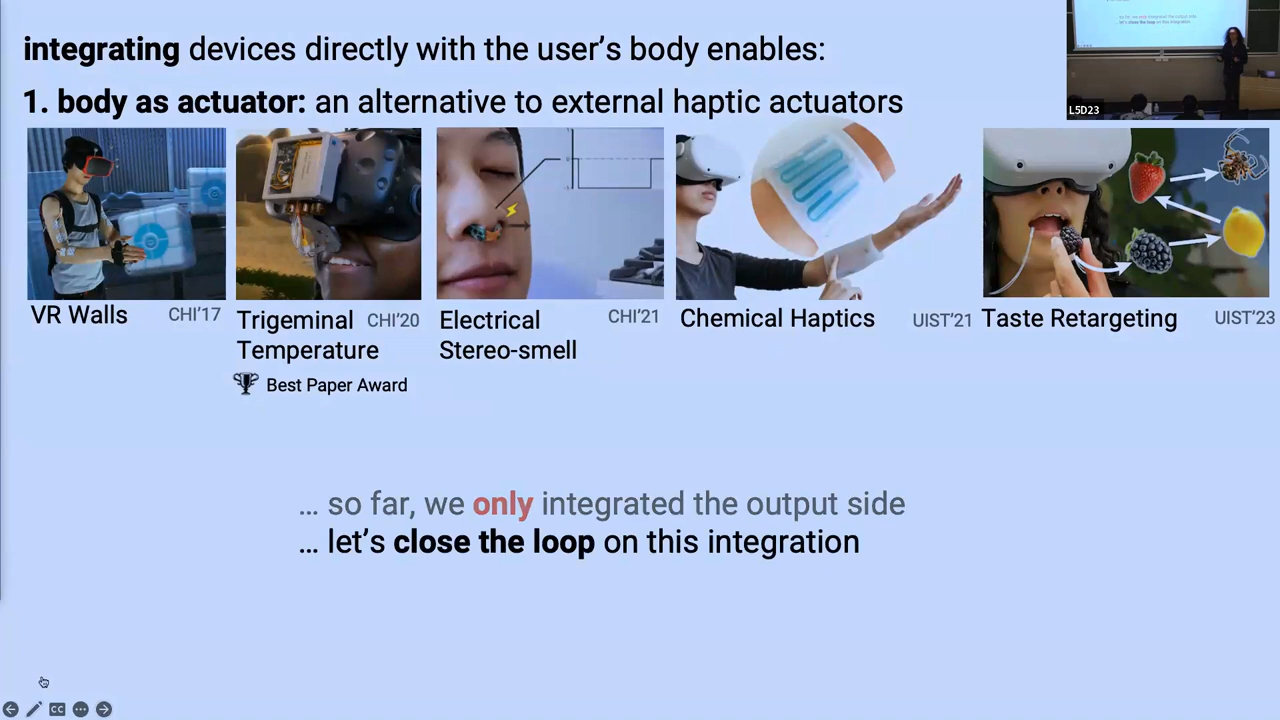 integrating devices directly with the user's body enables:
1. body as actuator: an alternative to external haptic actuators
L5D23
VR Walls CHI'17
Trigeminal Temperature CHI'20
Best Paper Award
Electrical Stereo-smell CHI'21
Chemical Haptics UIST'21
Taste Retargeting UIST'23
... so far, we only integrated the output side
... let's close the loop on this integration
CC